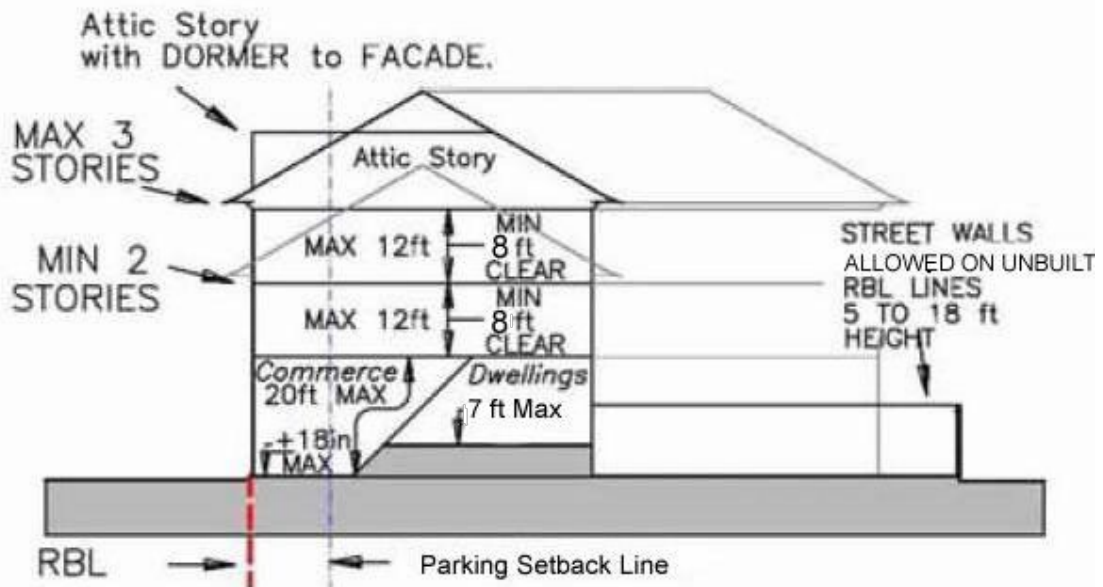 Attic Story
with DORMER to FACADE.
MAX 3
STORIES
Attic Story
MIN 2
STORIES
MAX 12ft
MIN
8 ft
CLEAR
MAX 12ft
MIN
8 ft
CLEAR
STREET WALLS
ALLOWED ON UNBUILT
RBL LINES
5 TO 18 ft
HEIGHT
Commerce
20ft MAX
Dwellings
7 ft Max
+18in
MAX
RBL
Parking Setback Line